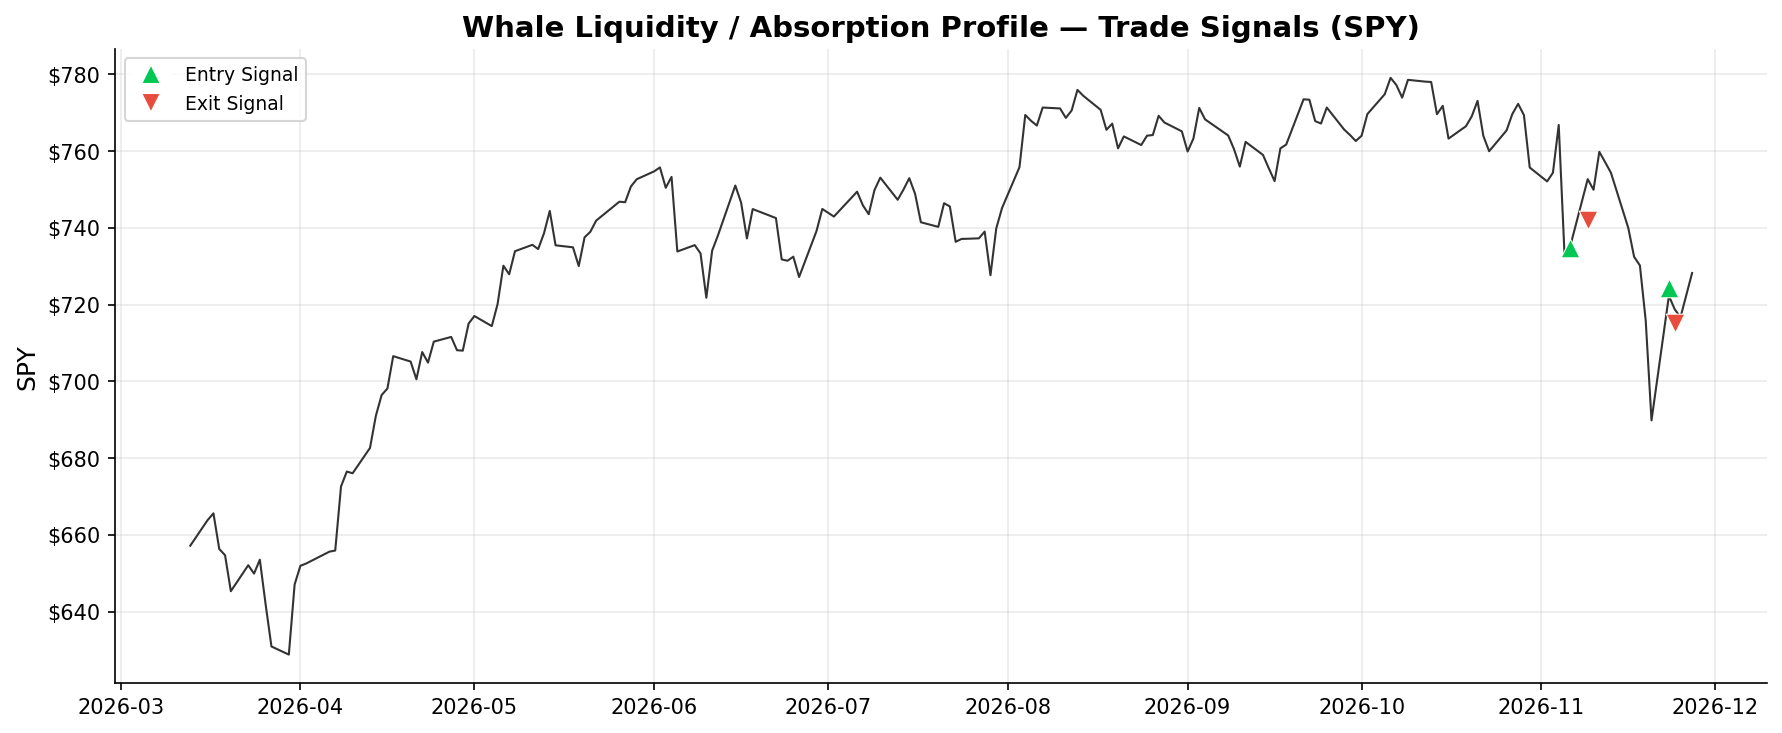 Whale Liquidity / Absorption Profile — Trade Signals (SPY)
Entry Signal
Exit Signal
SPY
$780
$760
$740
$720
$700
$680
$660
$640
2026-03 2026-04 2026-05 2026-06 2026-07 2026-08 2026-09 2026-10 2026-11 2026-12